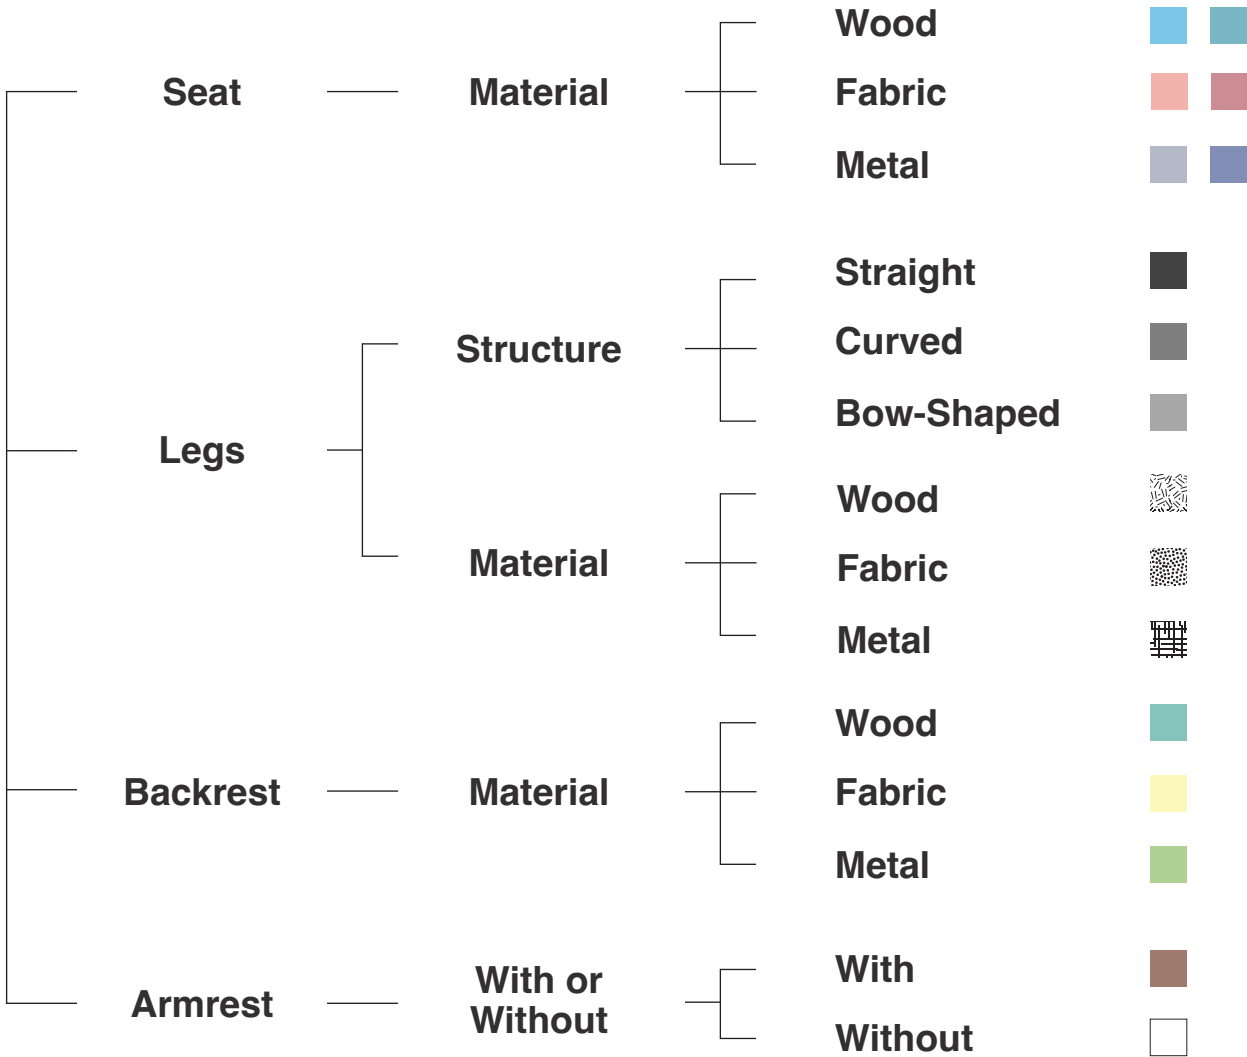 Seat
Material
Wood
Fabric
Metal
Legs
Structure
Straight
Curved
Bow-Shaped
Material
Wood
Fabric
Metal
Backrest
Material
Wood
Fabric
Metal
Armrest
With or
Without
With
Without